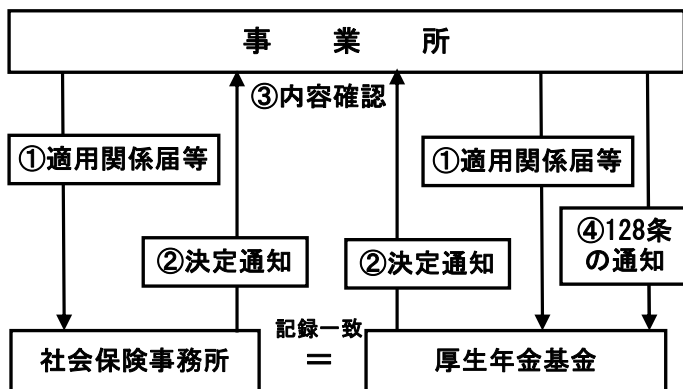 事業所
③内容確認
①適用関係届等
①適用関係届等
④128条
の通知
②決定通知
②決定通知
記録一致
社会保険事務所
＝
厚生年金基金